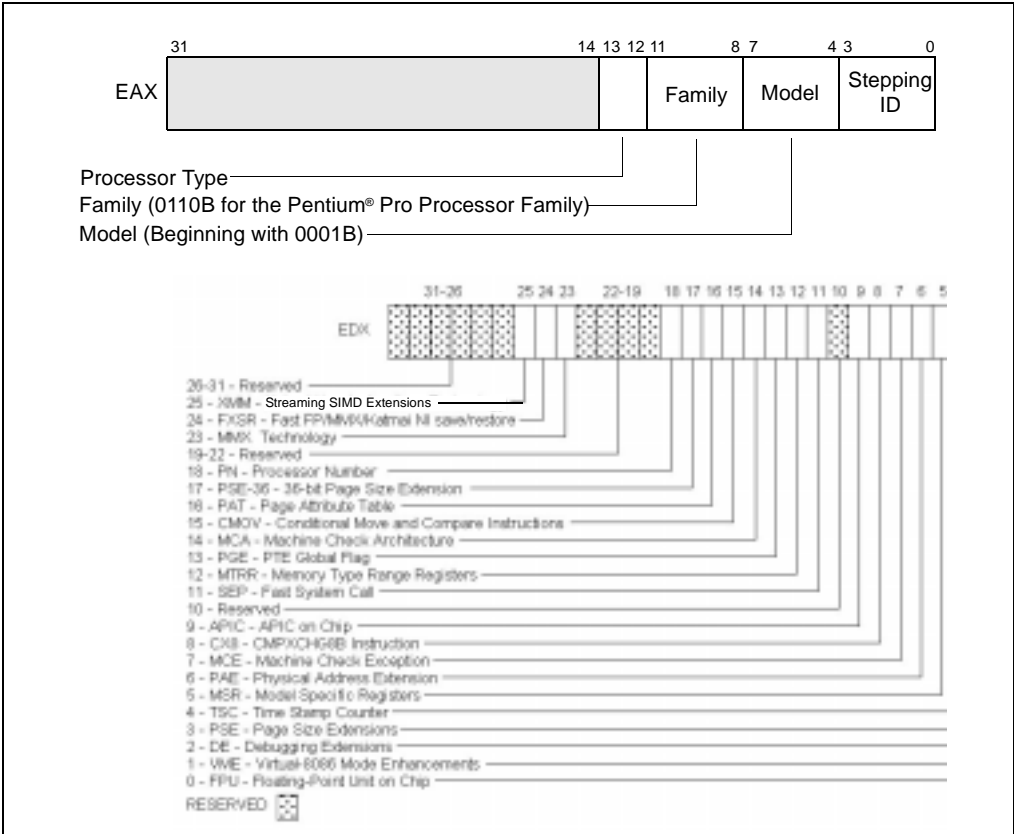 31 14 13 12 11 8 7 4 3 0
EAX Family Model Stepping
ID
Processor Type
Family (0110B for the Pentium® Pro Processor Family)
Model (Beginning with 0001B)
31-26 25 24 23 22-19 18 17 16 15 14 13 12 11 10 9 8 7 6 5
EDX
26-31 - Reserved
25 - XMM - Streaming SIMD Extensions
24 - FXSR - Fast FP/MMX/Katmai NI save/restore
23 - MMX Technology
19-22 - Reserved
18 - PN - Processor Number
17 - PSE-36 - 36-bit Page Size Extension
16 - PAT - Page Attribute Table
15 - CMOV - Conditional Move and Compare Instructions
14 - MCA - Machine Check Architecture
13 - PGE - PTE Global Flag
12 - MTRR - Memory Type Range Registers
11 - SEP - Fast System Call
10 - Reserved
9 - APIC - APIC on Chip
8 - CX8 - CMPXCHG8B Instruction
7 - MCE - Machine Check Exception
6 - PAE - Physical Address Extension
5 - MSR - Model Specific Registers
4 - TSC - Time Stamp Counter
3 - PSE - Page Size Extensions
2 - DE - Debugging Extensions
1 - VME - Virtual-8086 Mode Enhancements
0 - FPU - Floating-Point Unit on Chip
RESERVED